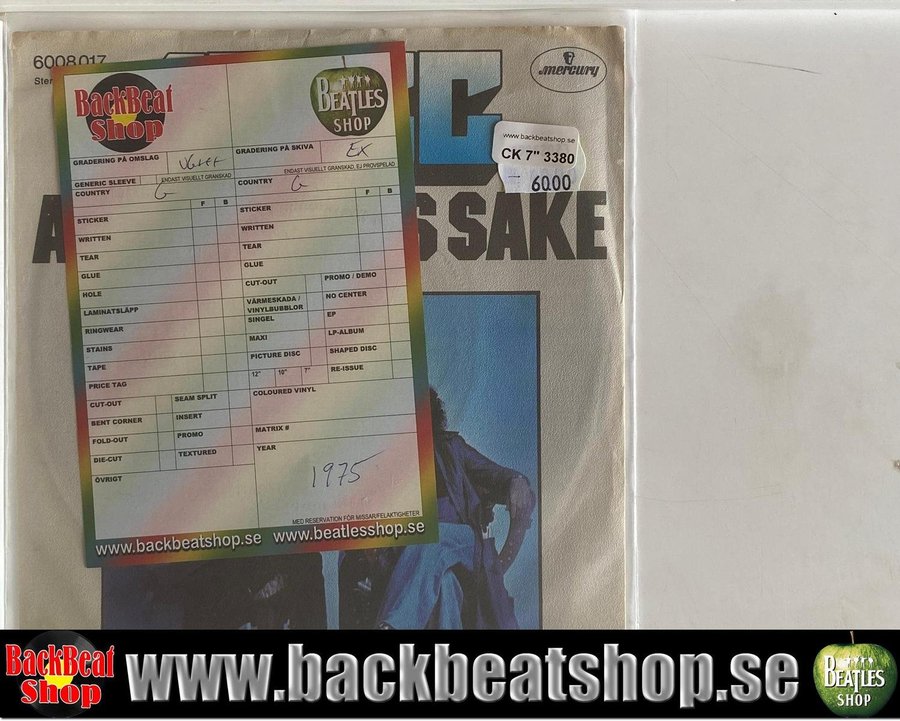 6008 017
mercury
www.backbeatshop.se
CK 7" 3380
6000
S SAKE
BackBeat
Shop
BEATLES
SHOP
GRADERING PÅ OMSLAG VG+++
GRADERING PÅ SKIVA EX
ENDAST VISUELLT GRANSKAD
ENDAST VISUELLT GRANSKAD, EJ PROVSPELAD
GENERIC SLEEVE
COUNTRY G
COUNTRY G
F B
F B
STICKER
WRITTEN
TEAR
GLUE
HOLE
LAMINATSLÄPP
RINGWEAR
STAINS
TAPE
PRICE TAG
CUT-OUT
SEAM SPLIT
BENT CORNER
INSERT
FOLD-OUT
PROMO
DIE-CUT
TEXTURED
ÖVRIGT
STICKER
WRITTEN
TEAR
GLUE
CUT-OUT
PROMO / DEMO
VÄRMESKADA /
VINYLBUBBLOR
NO CENTER
SINGEL
EP
MAXI
LP-ALBUM
PICTURE DISC
SHAPED DISC
12" 10" 7"
RE-ISSUE
COLOURED VINYL
MATRIX #
YEAR
1975
MED RESERVATION FÖR MISSAR/FELAKTIGHETER
www.backbeatshop.se www.beatlesshop.se
BackBeat
Shop
www.backbeatshop.se
BEATLES
SHOP